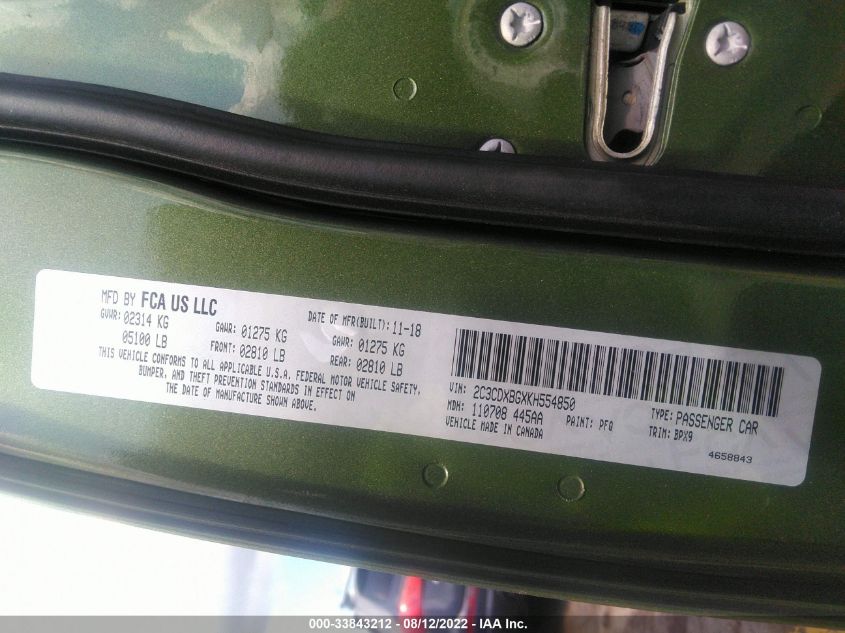 MFD BY FCA US LLC
DATE OF MFR(BUILT): 11-18
GVWR: 02314 KG
GAWR: 01275 KG
GAWR: 01275 KG
05100 LB
FRONT: 02810 LB
REAR: 02810 LB
THIS VEHICLE CONFORMS TO ALL APPLICABLE U.S.A. FEDERAL MOTOR VEHICLE SAFETY,
BUMPER, AND THEFT PREVENTION STANDARDS IN EFFECT ON
THE DATE OF MANUFACTURE SHOWN ABOVE.
VIN: 2C3CDXBGXKH554850
TYPE: PASSENGER CAR
MDH: 110708 445AA
PAINT: PFQ
TRIM: BPX9
VEHICLE MADE IN CANADA
4658843
000-33843212 - 08/12/2022 - IAA Inc.